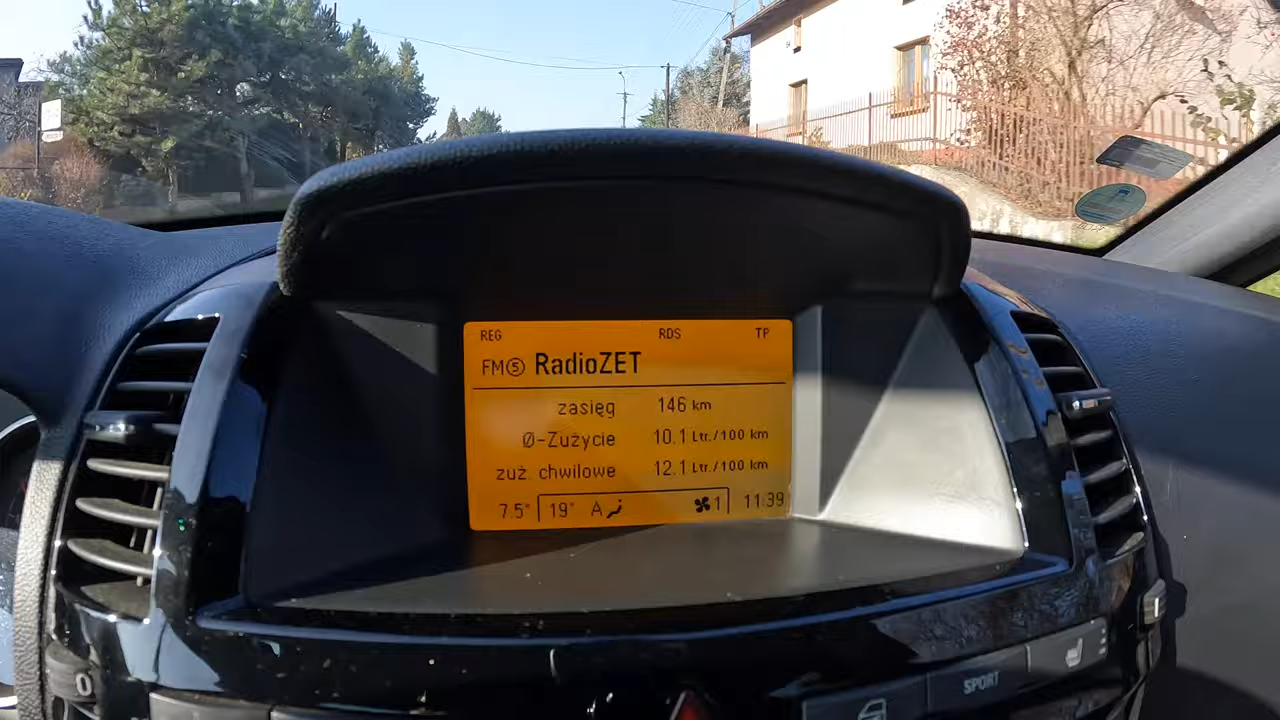 REG RDS TP
FM⑤ RadioZET
zasięg 146 km
Ø-Zużycie 10.1 Ltr./100 km
zuż. chwilowe 12.1 Ltr./100 km
7.5° 19° A 1 11:39
0
SPORT